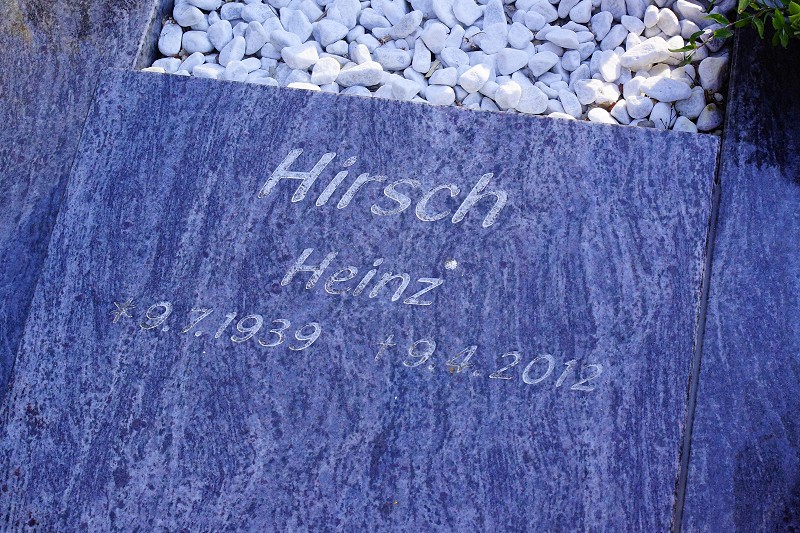 Hirsch
Heinz
* 9.7.1939 † 9.4.2012